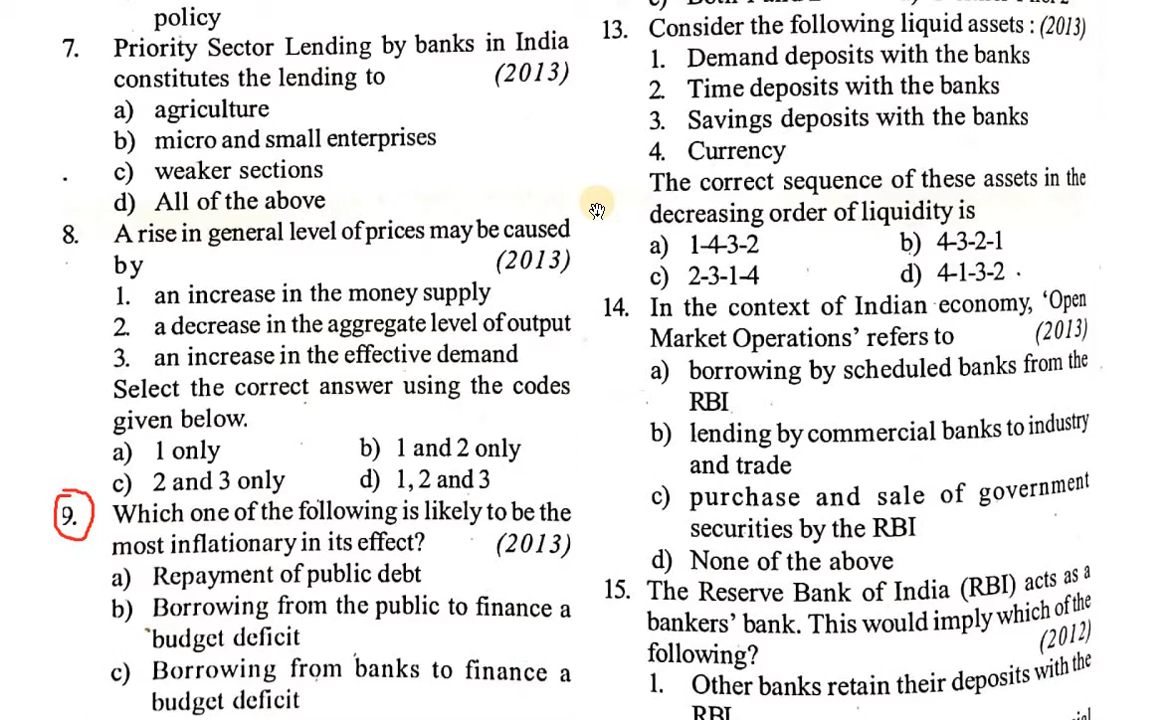 policy
7. Priority Sector Lending by banks in India
constitutes the lending to (2013)
a) agriculture
b) micro and small enterprises
c) weaker sections
d) All of the above
8. A rise in general level of prices may be caused
by (2013)
1. an increase in the money supply
2. a decrease in the aggregate level of output
3. an increase in the effective demand
Select the correct answer using the codes
given below.
a) 1 only b) 1 and 2 only
c) 2 and 3 only d) 1, 2 and 3
9. Which one of the following is likely to be the
most inflationary in its effect? (2013)
a) Repayment of public debt
b) Borrowing from the public to finance a
budget deficit
c) Borrowing from banks to finance a
budget deficit
13. Consider the following liquid assets : (2013)
1. Demand deposits with the banks
2. Time deposits with the banks
3. Savings deposits with the banks
4. Currency
The correct sequence of these assets in the
decreasing order of liquidity is
a) 1-4-3-2 b) 4-3-2-1
c) 2-3-1-4 d) 4-1-3-2
14. In the context of Indian economy, ‘Open
Market Operations’ refers to (2013)
a) borrowing by scheduled banks from the
RBI
b) lending by commercial banks to industry
and trade
c) purchase and sale of government
securities by the RBI
d) None of the above
15. The Reserve Bank of India (RBI) acts as a
bankers’ bank. This would imply which of the
following? (2012)
1. Other banks retain their deposits with the
RBI